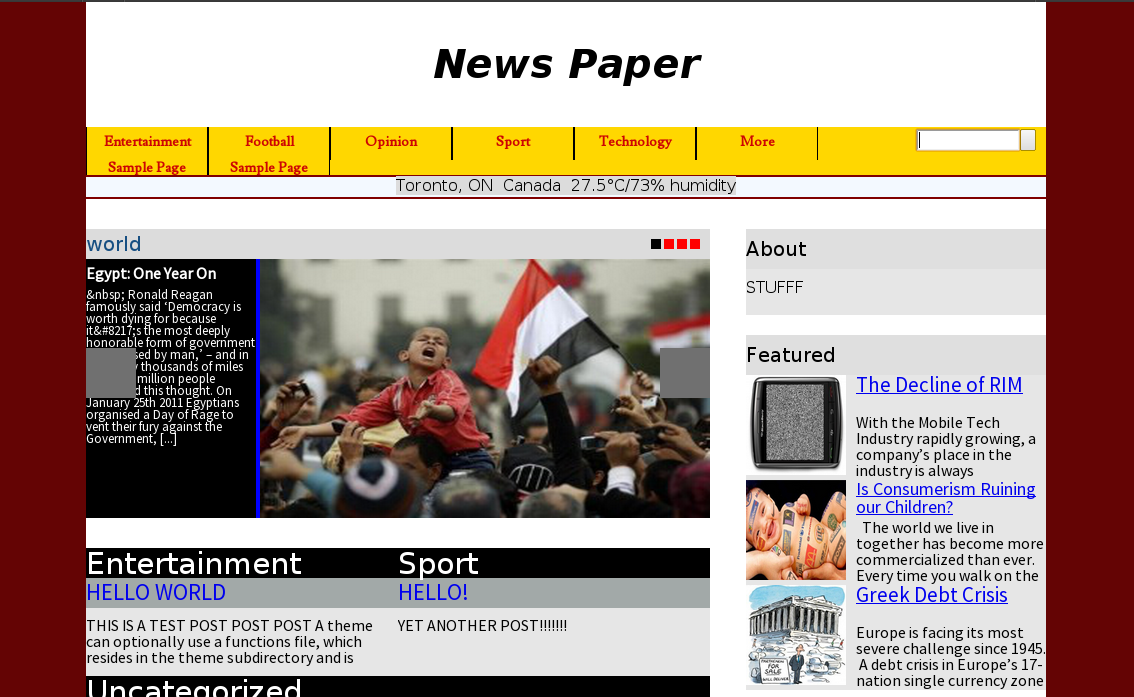 News Paper
Entertainment Football Opinion Sport Technology More
Sample Page Sample Page
Toronto, ON Canada 27.5°C/73% humidity
world
Egypt: One Year On
&nbsp; Ronald Reagan
famously said ‘Democracy is
worth dying for because
it&#8217;s the most deeply
honorable form of government
sed by man,’ – and in
thousands of miles
million people
this thought. On
January 25th 2011 Egyptians
organised a Day of Rage to
vent their fury against the
Government, [...]
Entertainment
HELLO WORLD
THIS IS A TEST POST POST POST A theme
can optionally use a functions file, which
resides in the theme subdirectory and is
Sport
HELLO!
YET ANOTHER POST!!!!!!!
Uncategorized
About
STUFFF
Featured
The Decline of RIM
With the Mobile Tech
Industry rapidly growing, a
company’s place in the
industry is always
Is Consumerism Ruining
our Children?
The world we live in
together has become more
commercialized than ever.
Every time you walk on the
PARTHENON
FOR
SALE
WILL DELIVER
Greek Debt Crisis
Europe is facing its most
severe challenge since 1945.
A debt crisis in Europe’s 17-
nation single currency zone